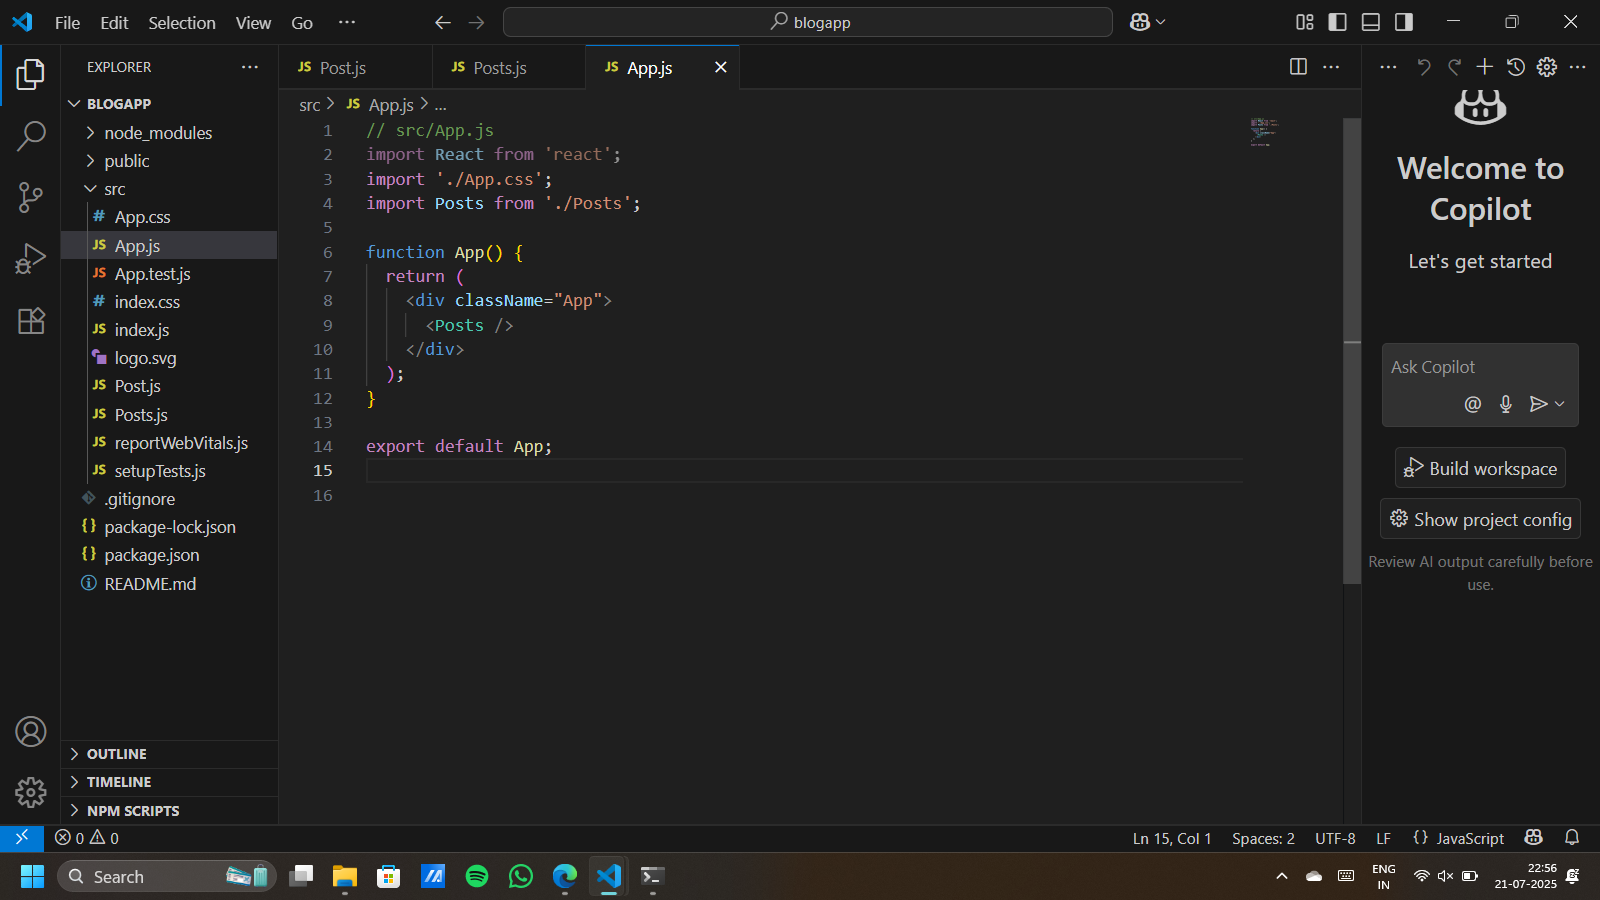 File Edit Selection View Go ···
blogapp
EXPLORER ···
BLOGAPP
node_modules
public
src
# App.css
JS App.js
JS App.test.js
# index.css
JS index.js
logo.svg
JS Post.js
JS Posts.js
JS reportWebVitals.js
JS setupTests.js
.gitignore
{} package-lock.json
{} package.json
README.md
OUTLINE
TIMELINE
NPM SCRIPTS
JS Post.js JS Posts.js JS App.js
src > JS App.js > ...
1 // src/App.js
2 import React from 'react';
3 import './App.css';
4 import Posts from './Posts';
5
6 function App() {
7 return (
8 <div className="App">
9 <Posts />
10 </div>
11 );
12 }
13
14 export default App;
15
16
Welcome to
Copilot
Let's get started
Ask Copilot
@
Build workspace
Show project config
Review AI output carefully before
use.
0 0
Ln 15, Col 1 Spaces: 2 UTF-8 LF {} JavaScript
Search
ENG
IN
22:56
21-07-2025